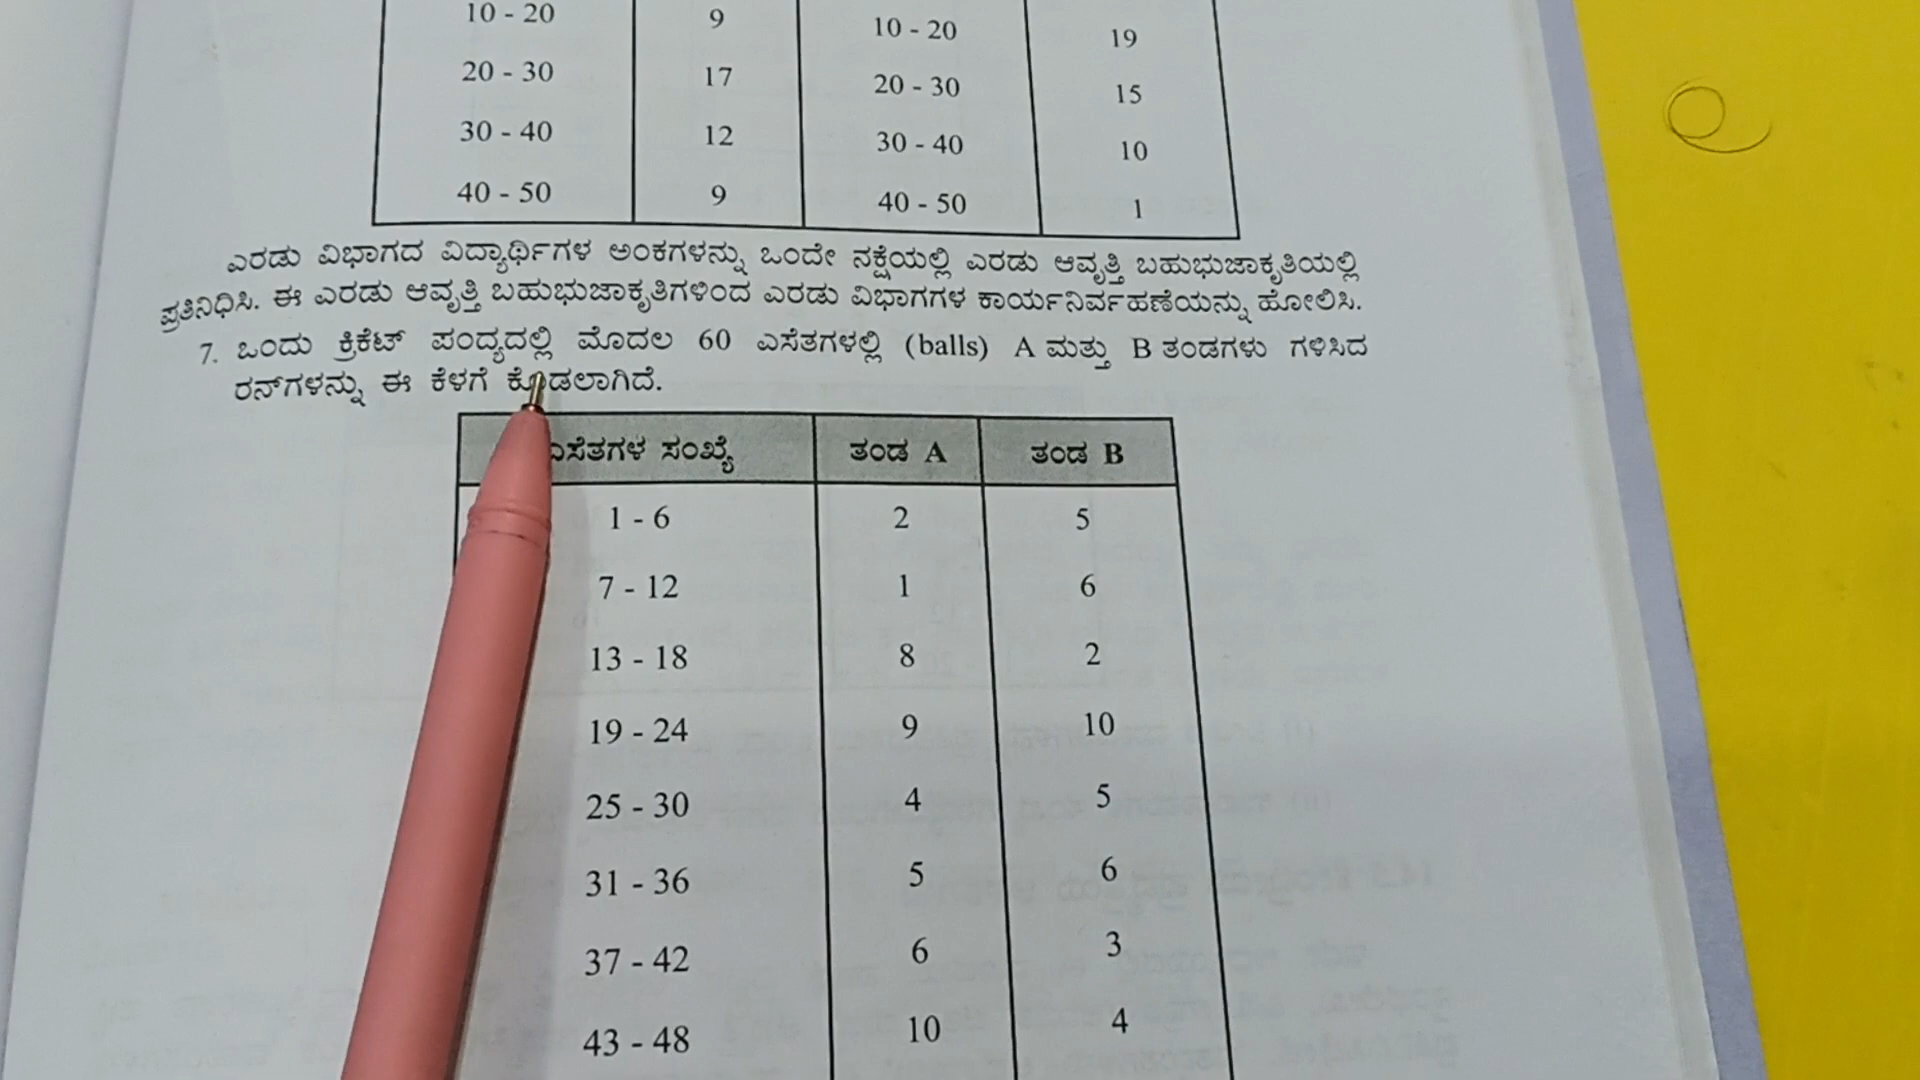 10 - 20 9 10 - 20 19
20 - 30 17 20 - 30 15
30 - 40 12 30 - 40 10
40 - 50 9 40 - 50 1
ಎರಡು ವಿಭಾಗದ ವಿದ್ಯಾರ್ಥಿಗಳ ಅಂಕಗಳನ್ನು ಒಂದೇ ನಕ್ಷೆಯಲ್ಲಿ ಎರಡು ಆವೃತ್ತಿ ಬಹುಭುಜಾಕೃತಿಯಲ್ಲಿ
ಪ್ರತಿನಿಧಿಸಿ. ಈ ಎರಡು ಆವೃತ್ತಿ ಬಹುಭುಜಾಕೃತಿಗಳಿಂದ ಎರಡು ವಿಭಾಗಗಳ ಕಾರ್ಯನಿರ್ವಹಣೆಯನ್ನು ಹೋಲಿಸಿ.
7. ಒಂದು ಕ್ರಿಕೆಟ್ ಪಂದ್ಯದಲ್ಲಿ ಮೊದಲ 60 ಎಸೆತಗಳಲ್ಲಿ (balls) A ಮತ್ತು B ತಂಡಗಳು ಗಳಿಸಿದ
ರನ್‌ಗಳನ್ನು ಈ ಕೆಳಗೆ ಕೊಡಲಾಗಿದೆ.
ಎಸೆತಗಳ ಸಂಖ್ಯೆ ತಂಡ A ತಂಡ B
1 - 6 2 5
7 - 12 1 6
13 - 18 8 2
19 - 24 9 10
25 - 30 4 5
31 - 36 5 6
37 - 42 6 3
43 - 48 10 4